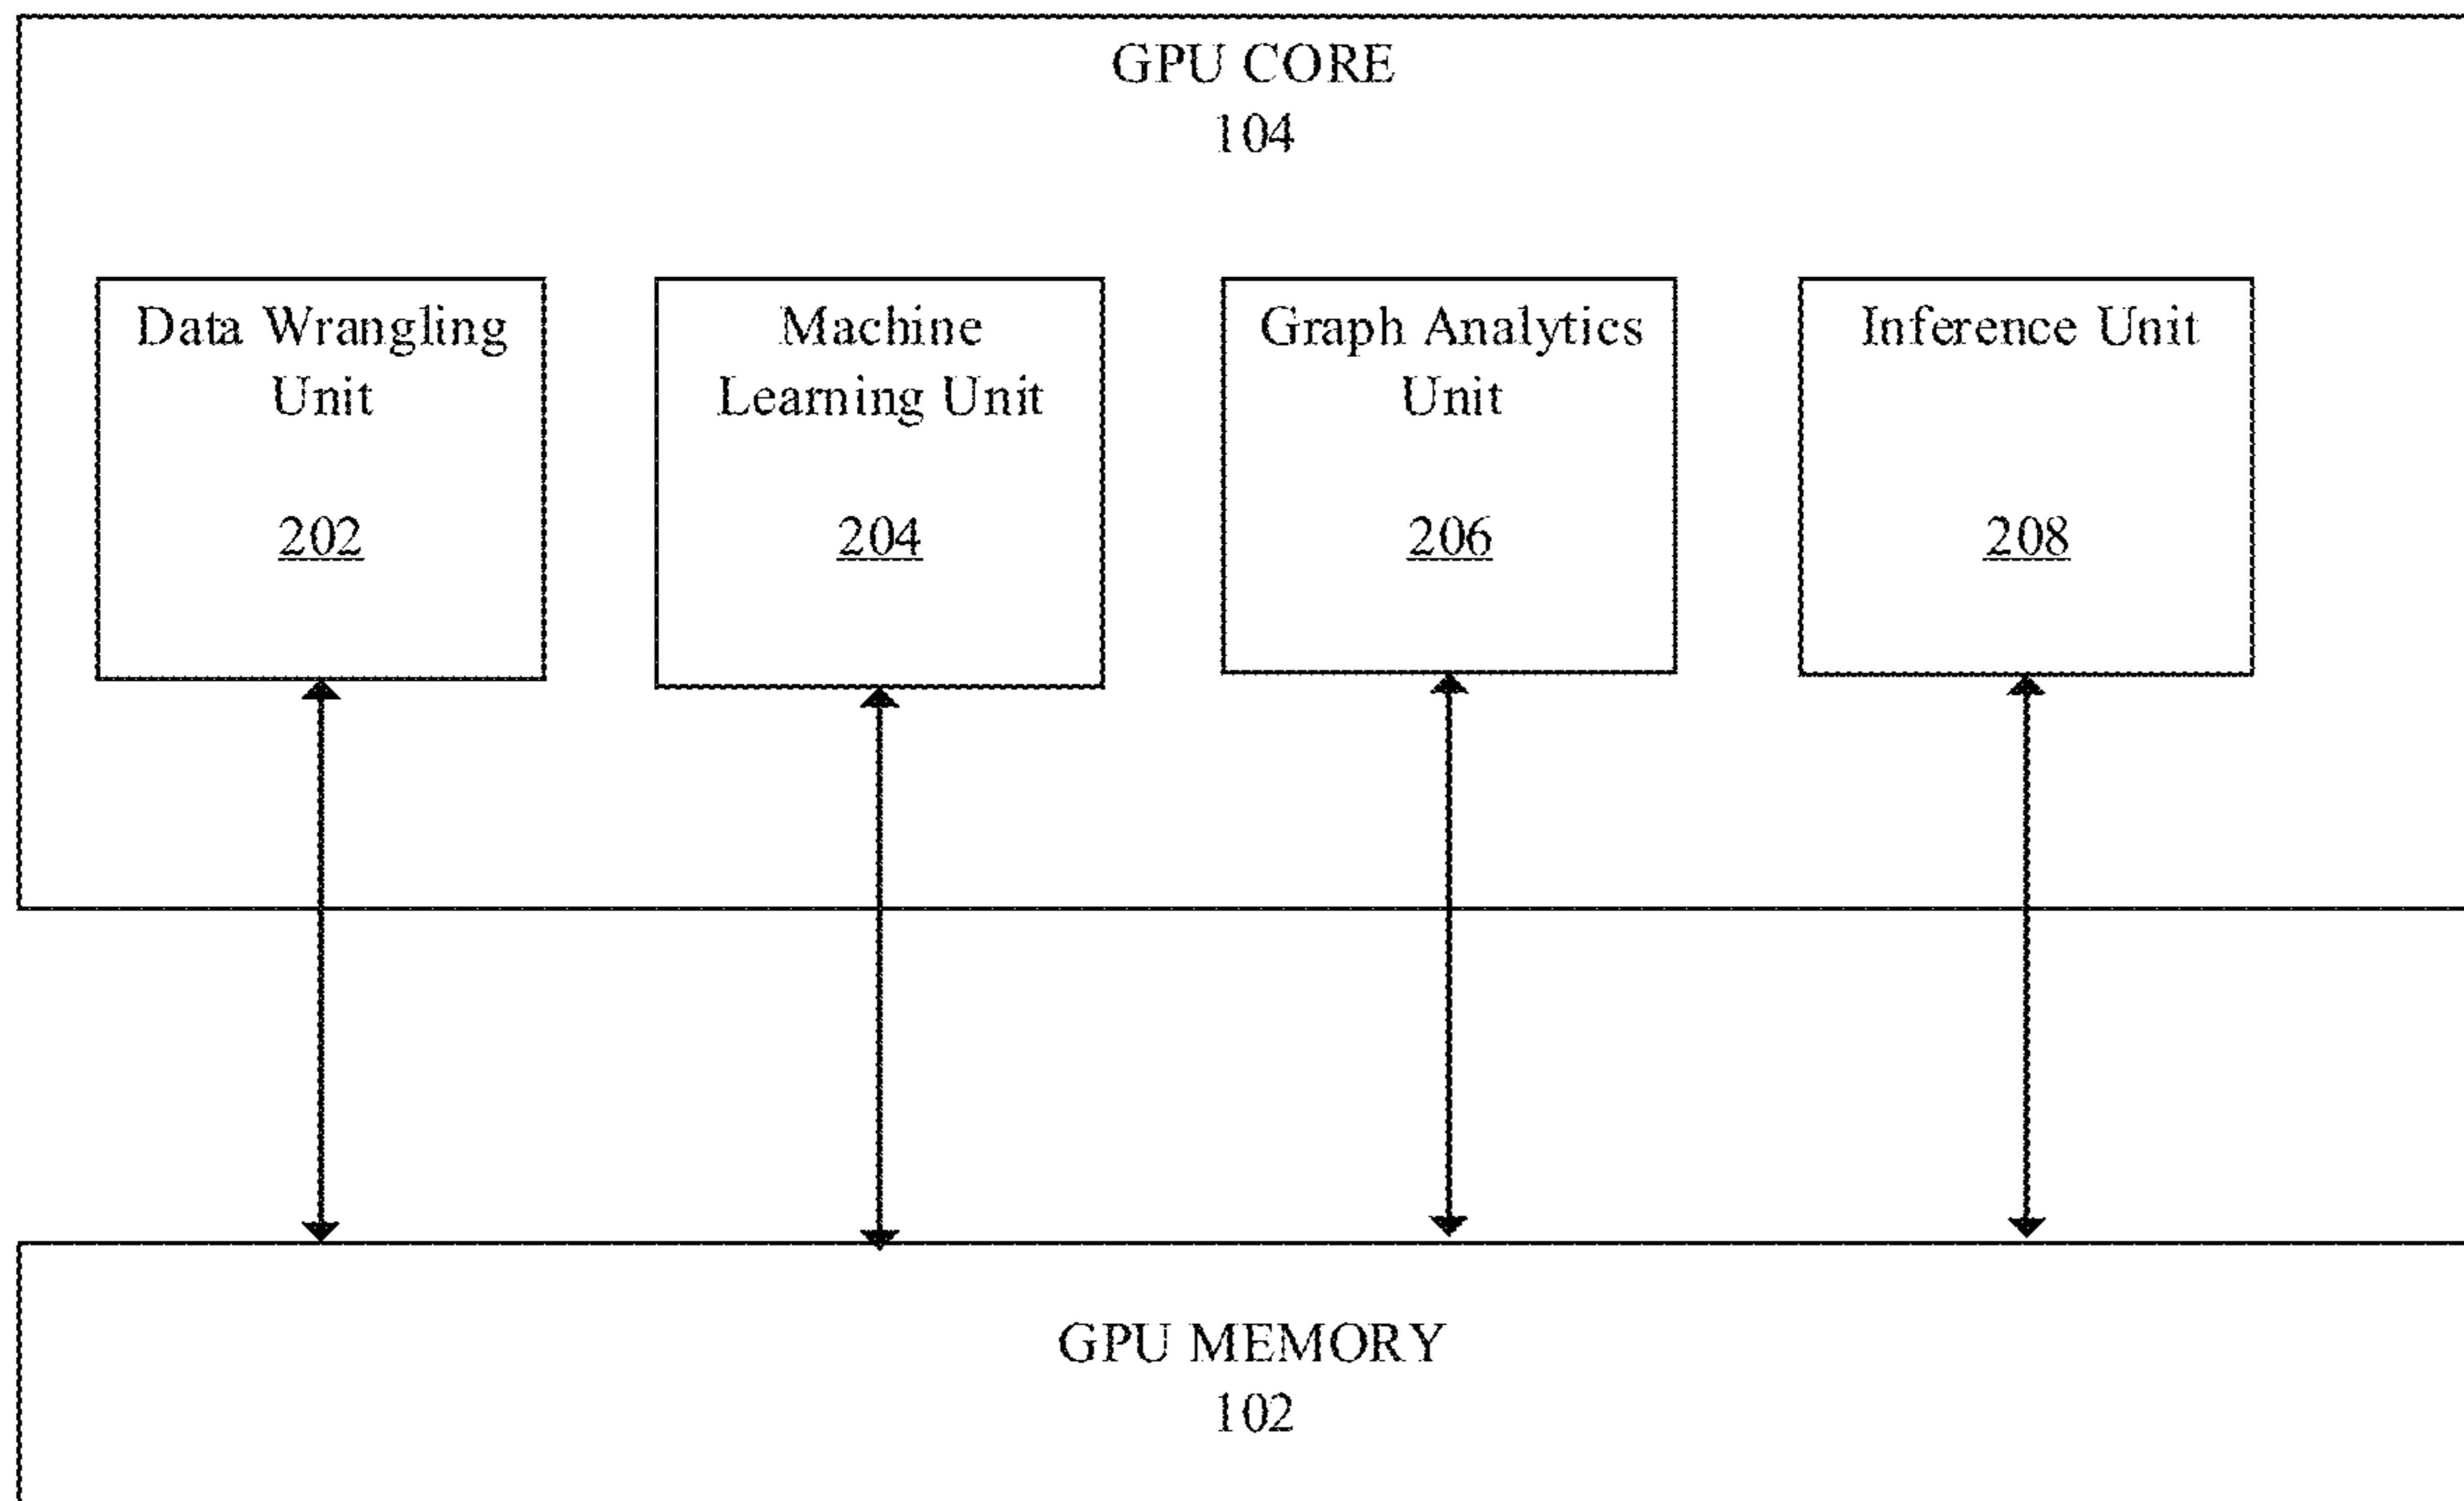 GPU CORE
104
Data Wrangling
Unit
202
Machine
Learning Unit
204
Graph Analytics
Unit
206
Inference Unit
208
GPU MEMORY
102